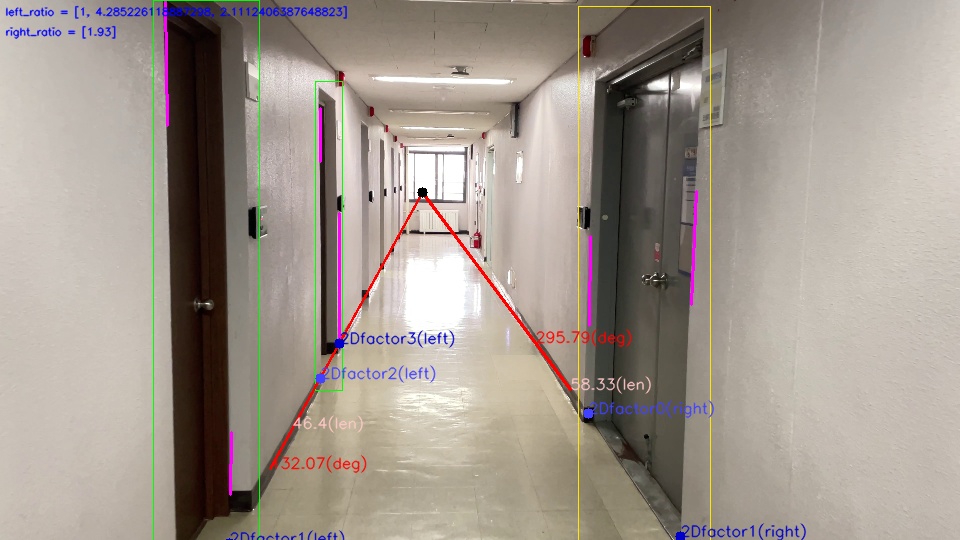 left_ratio = [1, 4.285226118
2.1112406387648823]
right_ratio = [1.93]
2Dfactor3(left)
295.79(deg)
2Dfactor2(left)
58.33(len)
2Dfactor0(right)
46.4(len)
32.07(deg)
2Dfactor1(right)
2Dfactor1(left)